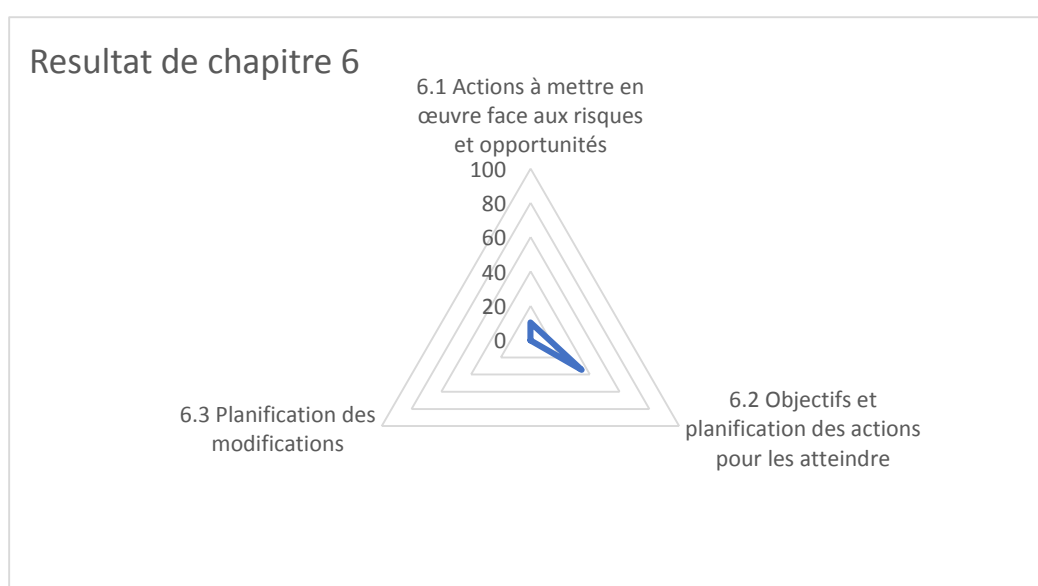 Resultat de chapitre 6
6.1 Actions à mettre en
œuvre face aux risques
et opportunités
100
80
60
40
20
0
6.2 Objectifs et
planification des actions
pour les atteindre
6.3 Planification des
modifications